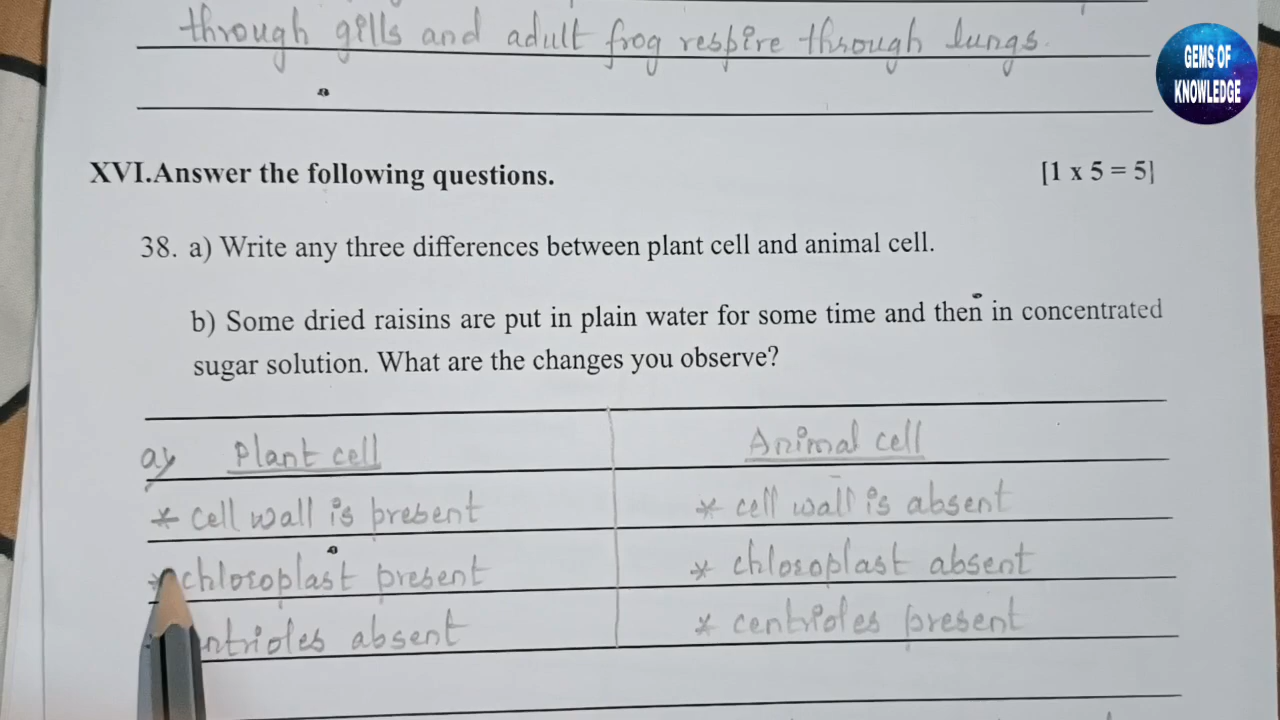 through gills and adult frog respire through lungs.
GEMS OF
KNOWLEDGE
XVI.Answer the following questions. [1 x 5 = 5]
38. a) Write any three differences between plant cell and animal cell.
b) Some dried raisins are put in plain water for some time and then in concentrated
sugar solution. What are the changes you observe?
a) Plant cell Animal cell
* cell wall is present * cell wall is absent
* chloroplast present * chloroplast absent
ntrioles absent * centrioles present